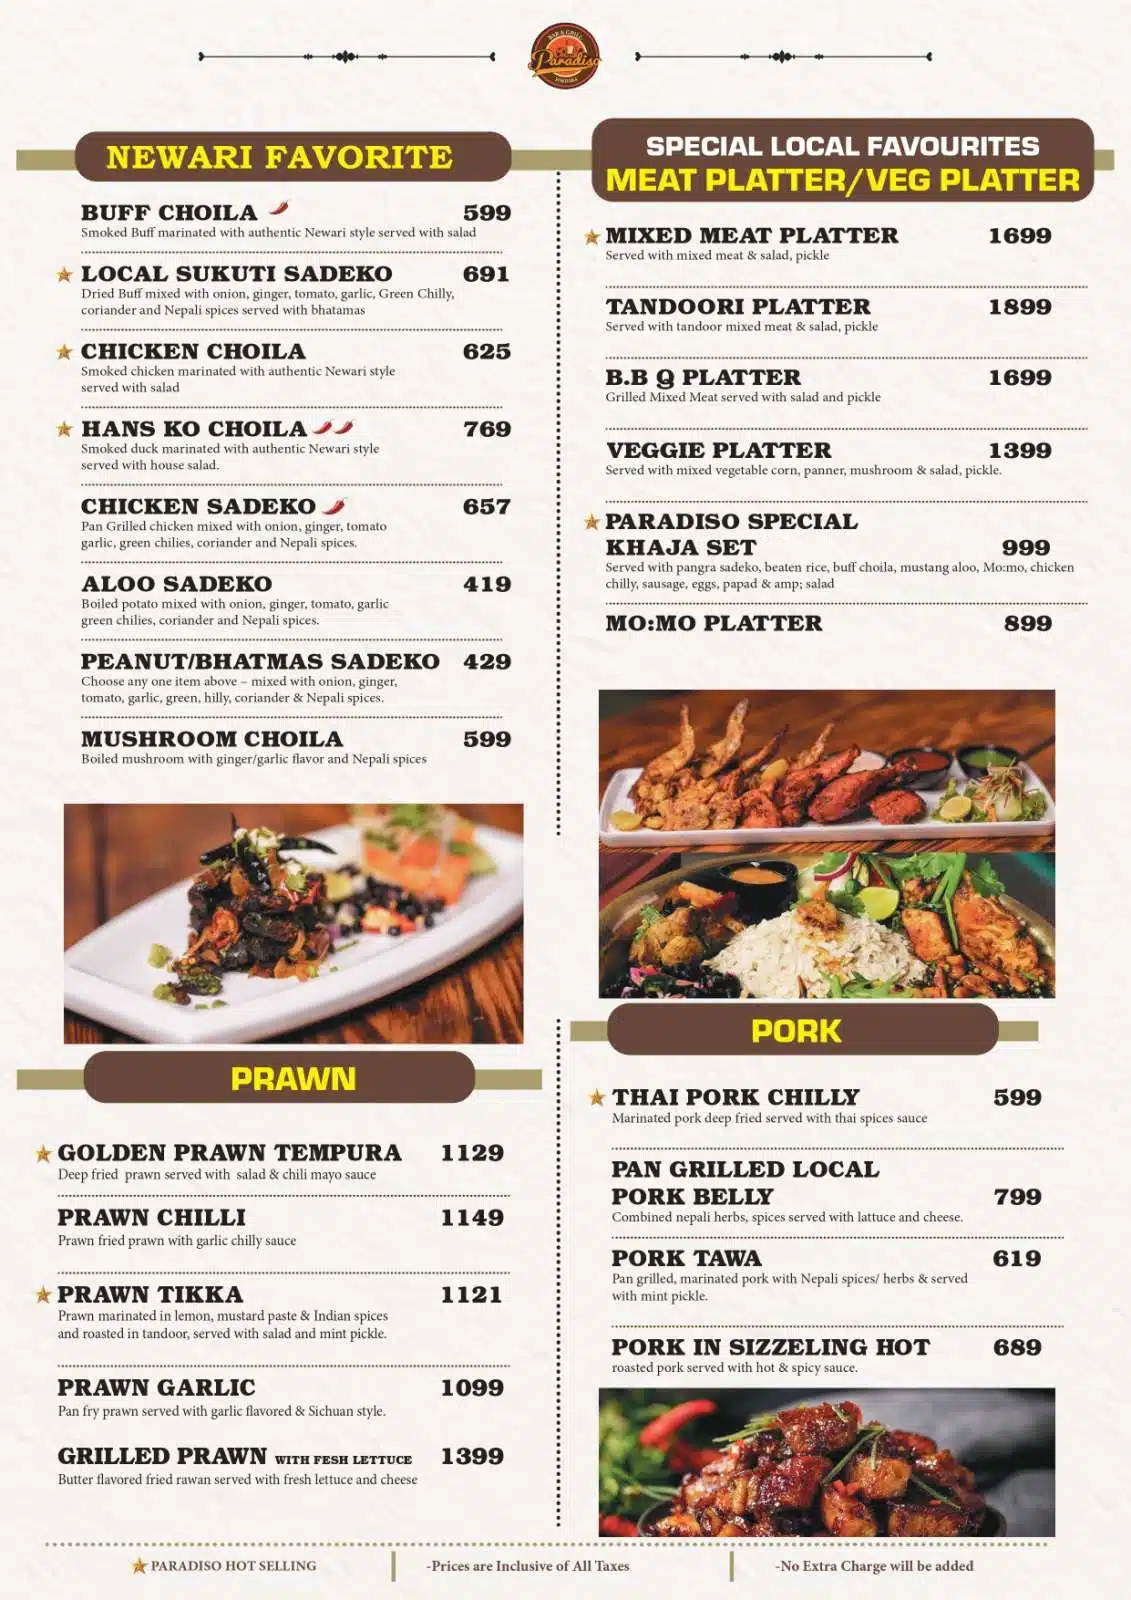 BAR & GRILL
Paradiso
NEWARI FAVORITE
BUFF CHOILA 599
Smoked Buff marinated with authentic Newari style served with salad
LOCAL SUKUTI SADEKO 691
Dried Buff mixed with onion, ginger, tomato, garlic, Green Chilly,
coriander and Nepali spices served with bhatamas
CHICKEN CHOILA 625
Smoked chicken marinated with authentic Newari style
served with salad
HANS KO CHOILA 769
Smoked duck marinated with authentic Newari style
served with house salad.
CHICKEN SADEKO 657
Pan Grilled chicken mixed with onion, ginger, tomato
garlic, green chilies, coriander and Nepali spices.
ALOO SADEKO 419
Boiled potato mixed with onion, ginger, tomato, garlic
green chilies, coriander and Nepali spices.
PEANUT/BHATMAS SADEKO 429
Choose any one item above – mixed with onion, ginger,
tomato, garlic, green, hilly, coriander & Nepali spices.
MUSHROOM CHOILA 599
Boiled mushroom with ginger/garlic flavor and Nepali spices
SPECIAL LOCAL FAVOURITES
MEAT PLATTER/VEG PLATTER
MIXED MEAT PLATTER 1699
Served with mixed meat & salad, pickle
TANDOORI PLATTER 1899
Served with tandoor mixed meat & salad, pickle
B.B Q PLATTER 1699
Grilled Mixed Meat served with salad and pickle
VEGGIE PLATTER 1399
Served with mixed vegetable corn, panner, mushroom & salad, pickle.
PARADISO SPECIAL
KHAJA SET 999
Served with pangra sadeko, beaten rice, buff choila, mustang aloo, Mo:mo, chicken
chilly, sausage, eggs, papad & amp; salad
MO:MO PLATTER 899
PRAWN
GOLDEN PRAWN TEMPURA 1129
Deep fried prawn served with salad & chili mayo sauce
PRAWN CHILLI 1149
Prawn fried prawn with garlic chilly sauce
PRAWN TIKKA 1121
Prawn marinated in lemon, mustard paste & Indian spices
and roasted in tandoor, served with salad and mint pickle.
PRAWN GARLIC 1099
Pan fry prawn served with garlic flavored & Sichuan style.
GRILLED PRAWN WITH FESH LETTUCE 1399
Butter flavored fried rawan served with fresh lettuce and cheese
PORK
THAI PORK CHILLY 599
Marinated pork deep fried served with thai spices sauce
PAN GRILLED LOCAL
PORK BELLY 799
Combined nepali herbs, spices served with lattuce and cheese.
PORK TAWA 619
Pan grilled, marinated pork with Nepali spices/ herbs & served
with mint pickle.
PORK IN SIZZELING HOT 689
roasted pork served with hot & spicy sauce.
PARADISO HOT SELLING
-Prices are Inclusive of All Taxes
-No Extra Charge will be added